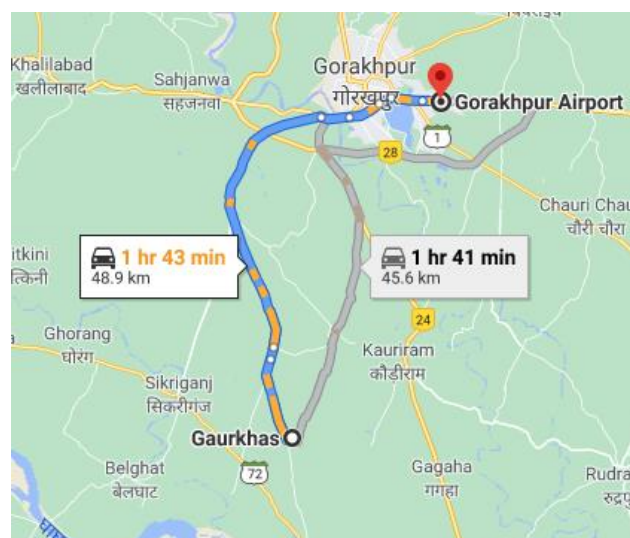 Khalilabad
खलीलाबाद
Sahjanwa
सहजनवा
Gorakhpur
गोरखपुर
Gorakhpur Airport
1
28
Chauri Chau
चौरी चौरा
itkini
त्किनी
1 hr 43 min
48.9 km
1 hr 41 min
45.6 km
Ghorang
घोरंग
24
Kauriram
कौड़ीराम
Sikriganj
सिकरीगंज
Gaurkhas
Belghat
बेलघाट
72
Gagaha
गगहा
Rudra
रुद्रपु